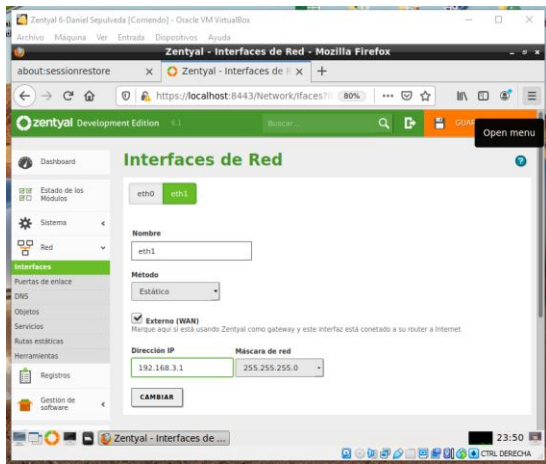 Zentyal 6-Daniel Sepulveda [Corriendo] - Oracle VM VirtualBox
Archivo Máquina Ver Entrada Dispositivos Ayuda
Zentyal - Interfaces de Red - Mozilla Firefox
about:sessionrestore
Zentyal - Interfaces de R
https://localhost:8443/Network/Ifaces?i
80%
zentyal Development Edition 6.1
Buscar...
GUA
Open menu
Dashboard
Estado de los
Módulos
Sistema
Red
Interfaces
Puertas de enlace
DNS
Objetos
Servicios
Rutas estáticas
Herramientas
Registros
Gestión de
software
Interfaces de Red
eth0 eth1
Nombre
eth1
Método
Estático
Externo (WAN)
Marque aquí si está usando Zentyal como gateway y este interfaz está conetado a su router a Internet
Dirección IP Máscara de red
192.168.3.1 255.255.255.0
CAMBIAR
Zentyal - Interfaces de ...
23:50
CTRL DERECHA